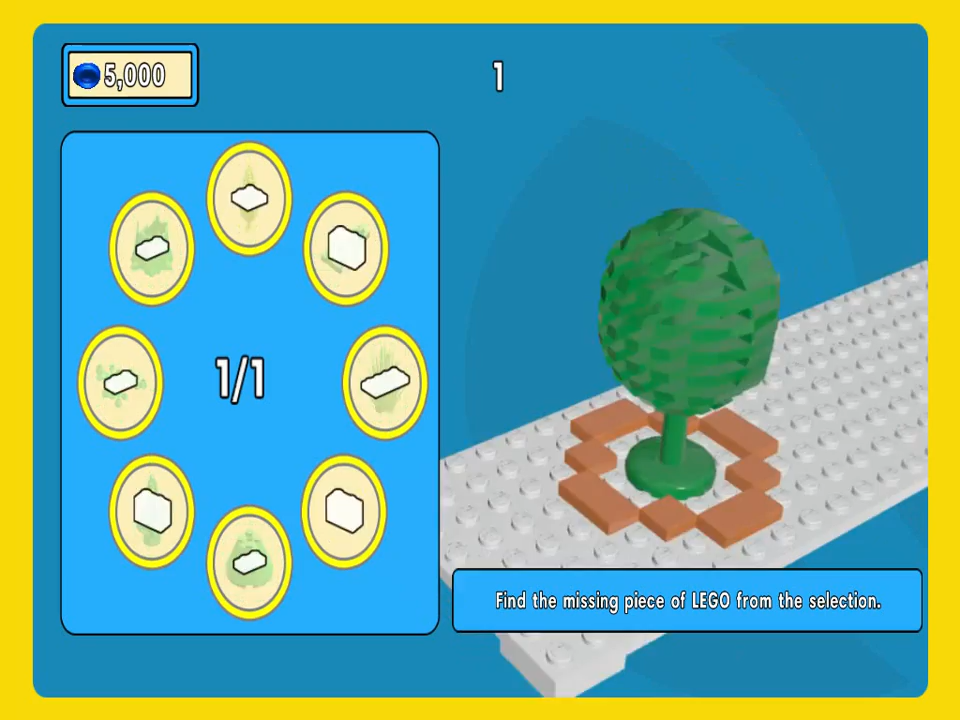 5,000
1
1/1
Find the missing piece of LEGO from the selection.